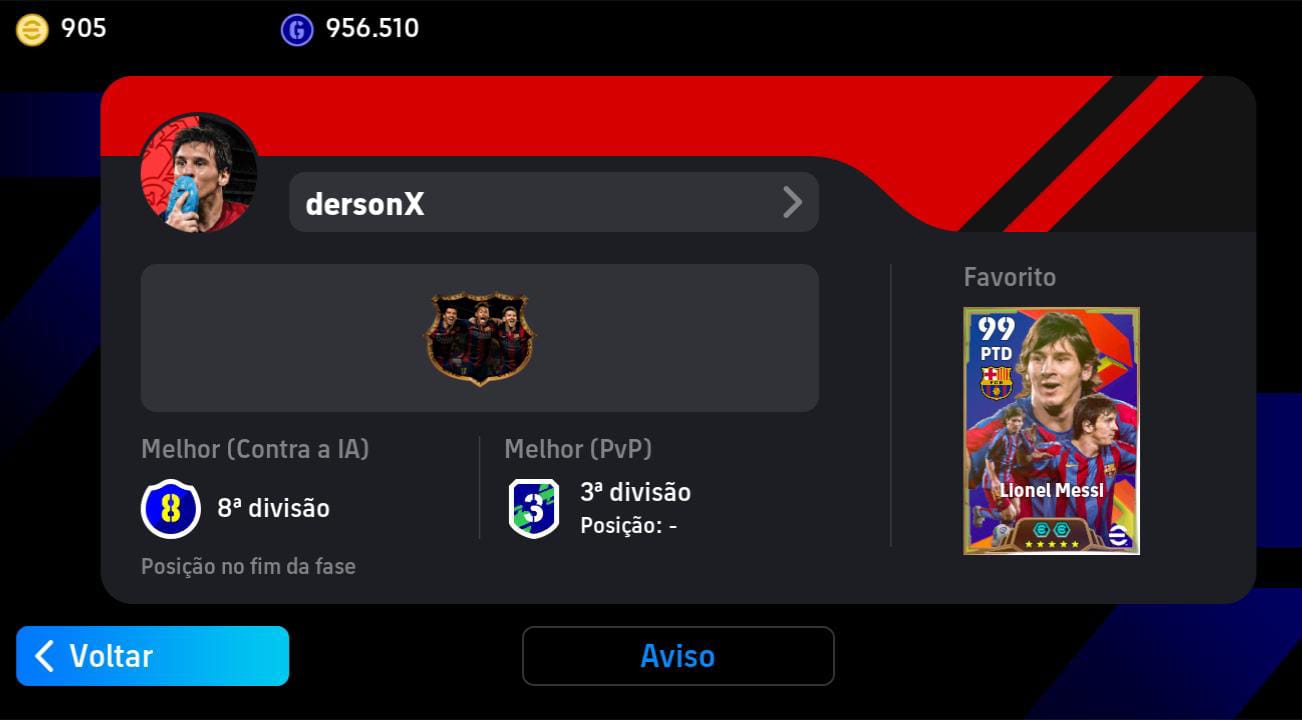 905
956.510
dersonX
Favorito
99
PTD
FCB
Lionel Messi
Melhor (Contra a IA)
8
8ª divisão
Posição no fim da fase
Melhor (PvP)
3
3ª divisão
Posição: -
Voltar
Aviso